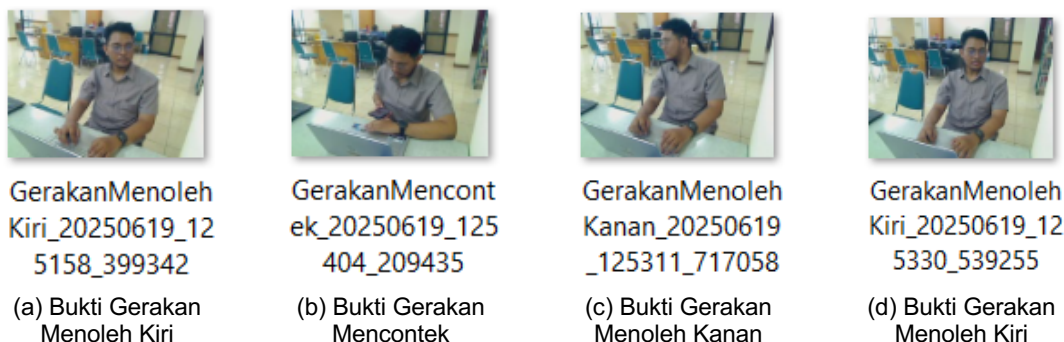 GerakanMenoleh
Kiri_20250619_12
5158_399342
(a) Bukti Gerakan
Menoleh Kiri
GerakanMencont
ek_20250619_125
404_209435
(b) Bukti Gerakan
Mencontek
GerakanMenoleh
Kanan_20250619
_125311_717058
(c) Bukti Gerakan
Menoleh Kanan
GerakanMenoleh
Kiri_20250619_12
5330_539255
(d) Bukti Gerakan
Menoleh Kiri